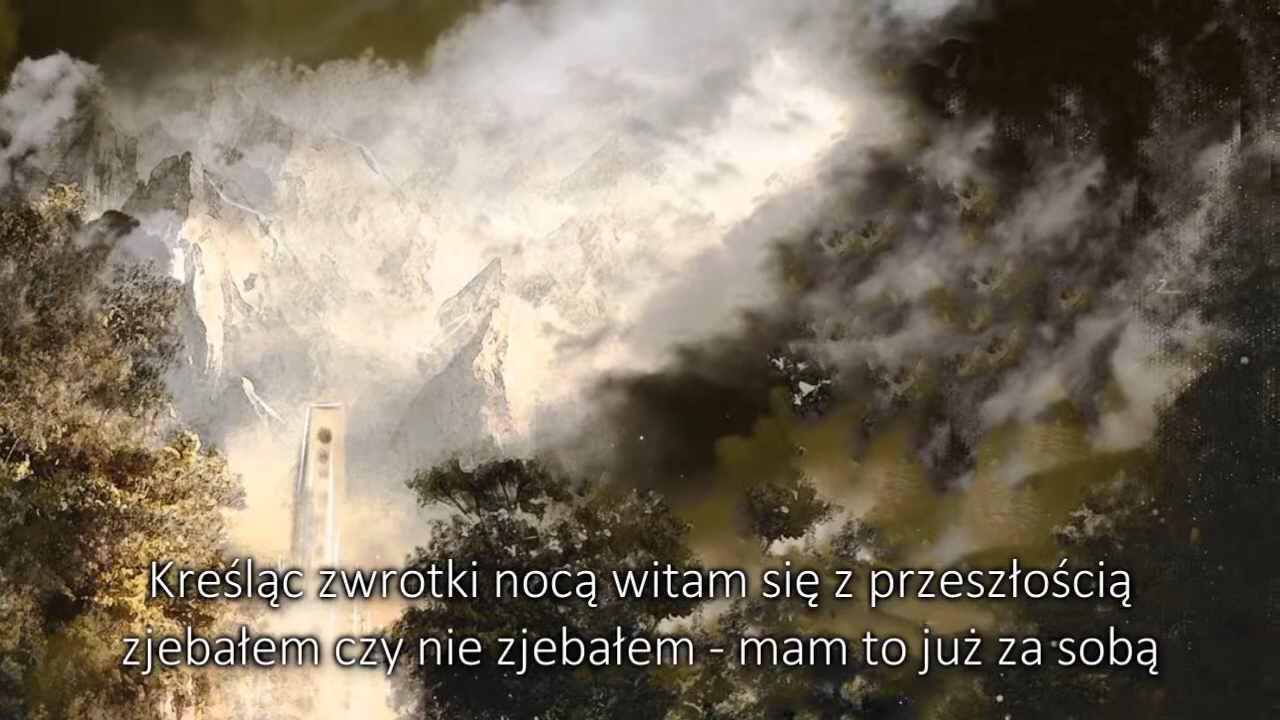 Kreśląc zwrotki nocą witam się z przeszłością
zjebałem czy nie zjebałem - mam to już za sobą